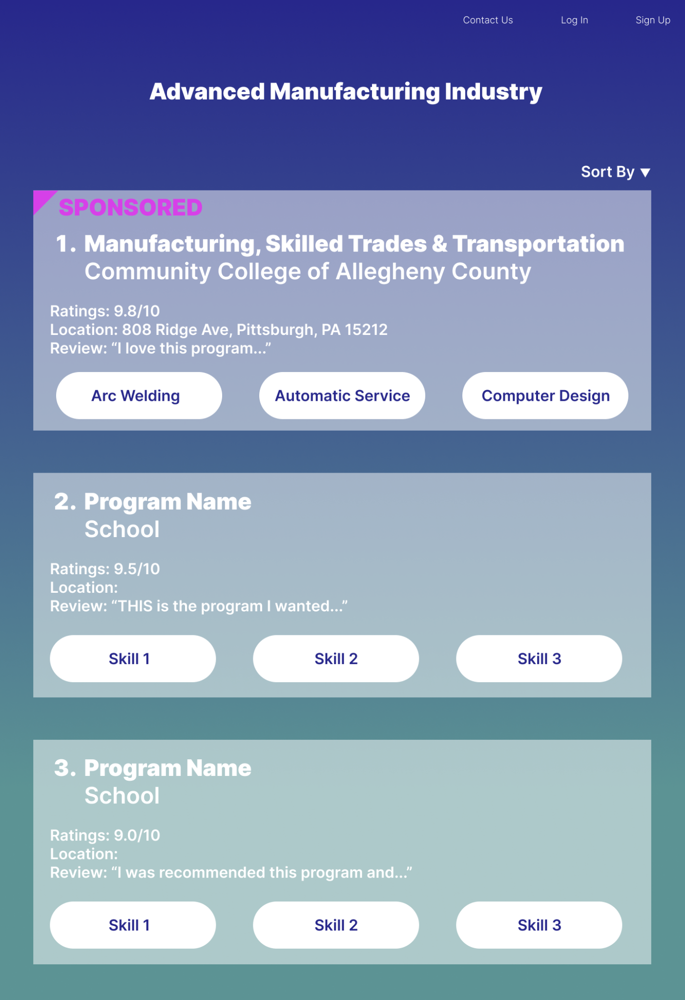 Contact Us Log In Sign Up
Advanced Manufacturing Industry
Sort By ▼
SPONSORED
1. Manufacturing, Skilled Trades & Transportation
Community College of Allegheny County
Ratings: 9.8/10
Location: 808 Ridge Ave, Pittsburgh, PA 15212
Review: “I love this program...”
Arc Welding Automatic Service Computer Design
2. Program Name
School
Ratings: 9.5/10
Location:
Review: “THIS is the program I wanted...”
Skill 1 Skill 2 Skill 3
3. Program Name
School
Ratings: 9.0/10
Location:
Review: “I was recommended this program and...”
Skill 1 Skill 2 Skill 3